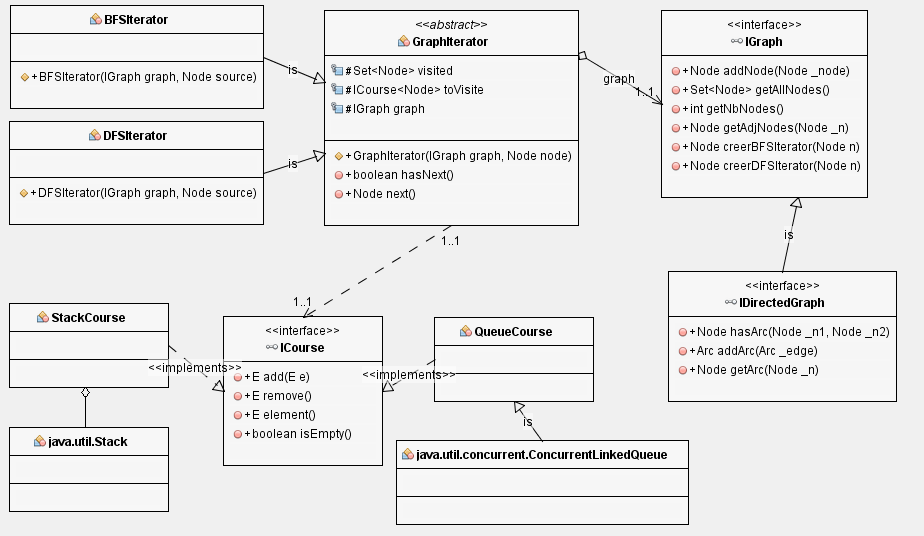 BFSIterator
+BFSIterator(IGraph graph, Node source)
is
DFSIterator
+DFSIterator(IGraph graph, Node source)
is
<<abstract>>
GraphIterator
#Set<Node> visited
#ICourse<Node> toVisite
#IGraph graph
+GraphIterator(IGraph graph, Node node)
+boolean hasNext()
+Node next()
graph
1..1
<<interface>>
IGraph
+Node addNode(Node _node)
+Set<Node> getAllNodes()
+int getNbNodes()
+Node getAdjNodes(Node _n)
+Node creerBFSIterator(Node n)
+Node creerDFSIterator(Node n)
is
<<interface>>
IDirectedGraph
+Node hasArc(Node _n1, Node _n2)
+Arc addArc(Arc _edge)
+Node getArc(Node _n)
1..1
1..1
StackCourse
<<implements>>
java.util.Stack
<<interface>>
ICourse
+E add(E e)
+E remove()
+E element()
+boolean isEmpty()
QueueCourse
<<implements>>
is
java.util.concurrent.ConcurrentLinkedQueue